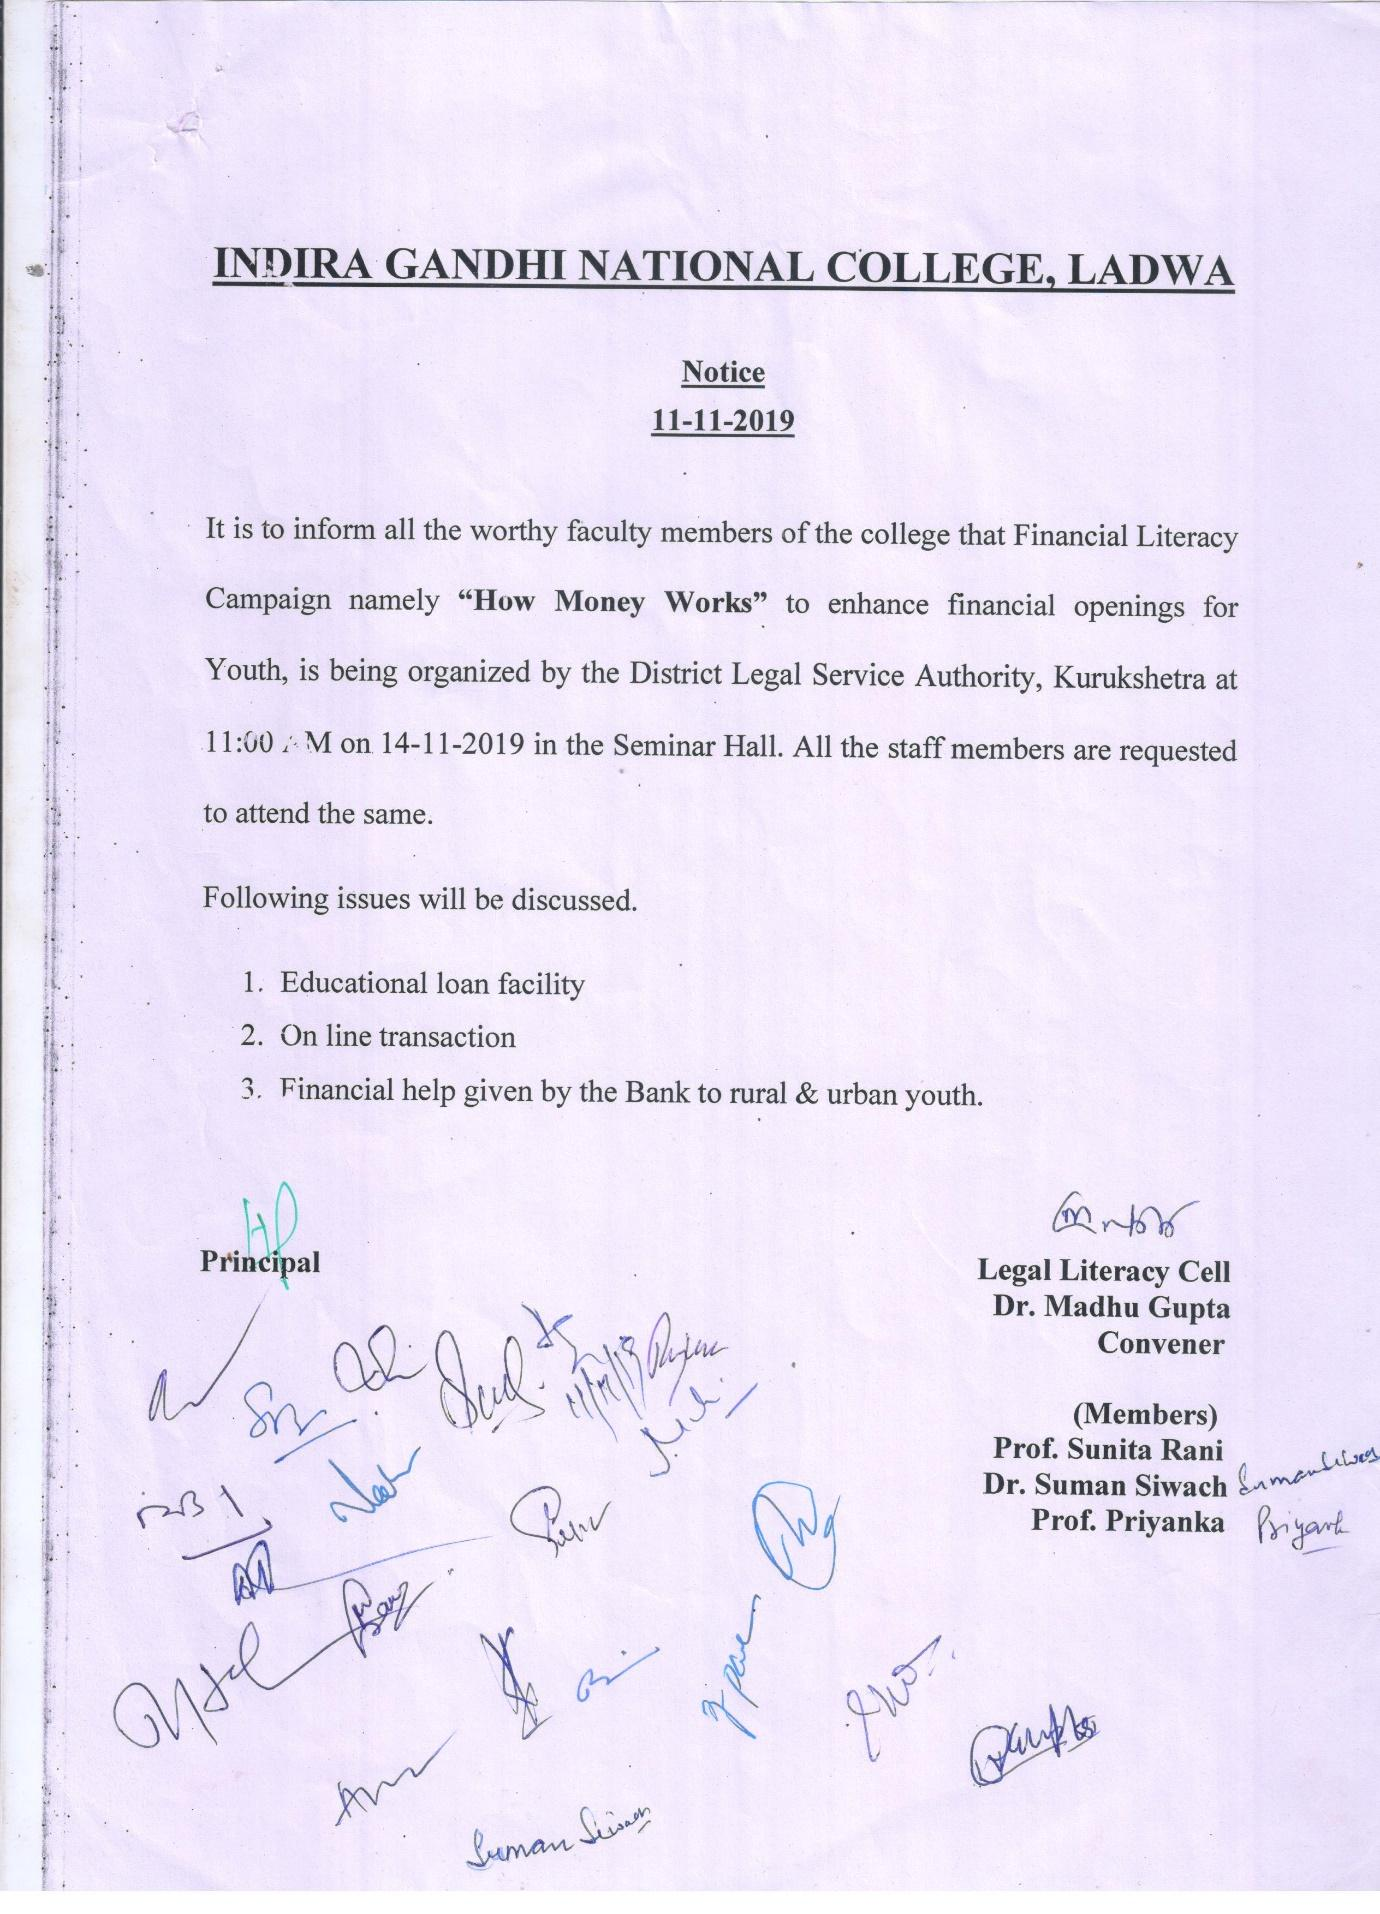 INDIRA GANDHI NATIONAL COLLEGE, LADWA
Notice
11-11-2019
It is to inform all the worthy faculty members of the college that Financial Literacy
Campaign namely “How Money Works” to enhance financial openings for
Youth, is being organized by the District Legal Service Authority, Kurukshetra at
11:00 AM on 14-11-2019 in the Seminar Hall. All the staff members are requested
to attend the same.
Following issues will be discussed.
1. Educational loan facility
2. On line transaction
3. Financial help given by the Bank to rural & urban youth.
Principal
Legal Literacy Cell
Dr. Madhu Gupta
Convener
(Members)
Prof. Sunita Rani
Dr. Suman Siwach Suman Siwach
Prof. Priyanka
11/11/19
Suman Siwach